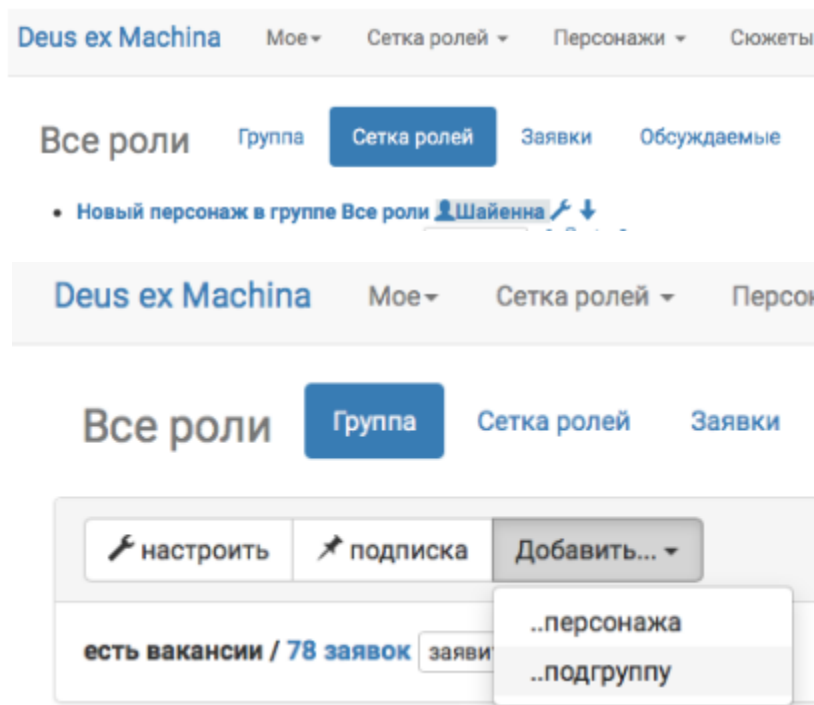 Deus ex Machina Мое Сетка ролей Персонажи Сюжеты
Все роли Группа Сетка ролей Заявки Обсуждаемые
• Новый персонаж в группе Все роли Шайенна
Deus ex Machina Мое Сетка ролей
Все роли Группа Сетка ролей Заявки
настроить подписка Добавить...
есть вакансии / 78 заявок
..персонажа
..подгруппу